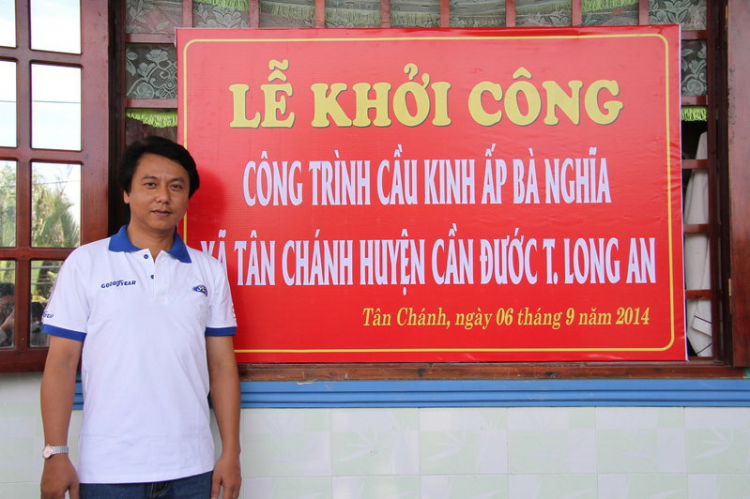 LỄ KHỞI CÔNG
CÔNG TRÌNH CẦU KINH ẤP BÀ NGHĨA
XÃ TÂN CHÁNH HUYỆN CẦN ĐƯỚC T. LONG AN
Tân Chánh, ngày 06 tháng 9 năm 2014
GOODYEAR